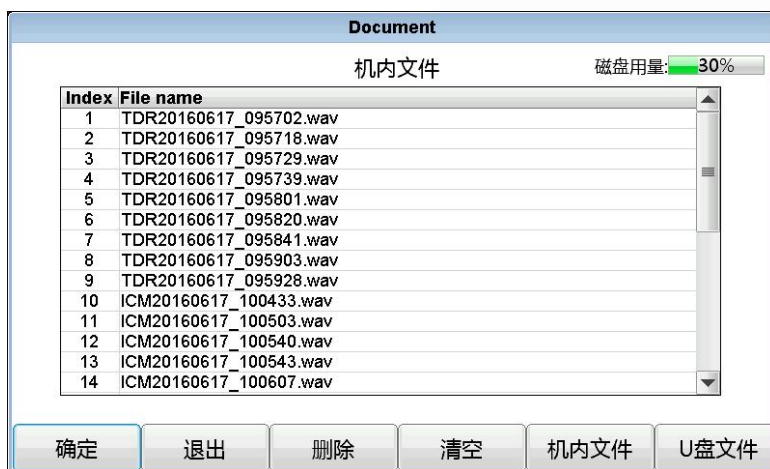 Document
机内文件
磁盘用量: 30%
Index File name
1 TDR20160617_095702.wav
2 TDR20160617_095718.wav
3 TDR20160617_095729.wav
4 TDR20160617_095739.wav
5 TDR20160617_095801.wav
6 TDR20160617_095820.wav
7 TDR20160617_095841.wav
8 TDR20160617_095903.wav
9 TDR20160617_095928.wav
10 ICM20160617_100433.wav
11 ICM20160617_100503.wav
12 ICM20160617_100540.wav
13 ICM20160617_100543.wav
14 ICM20160617_100607.wav
确定 退出 删除 清空 机内文件 U盘文件